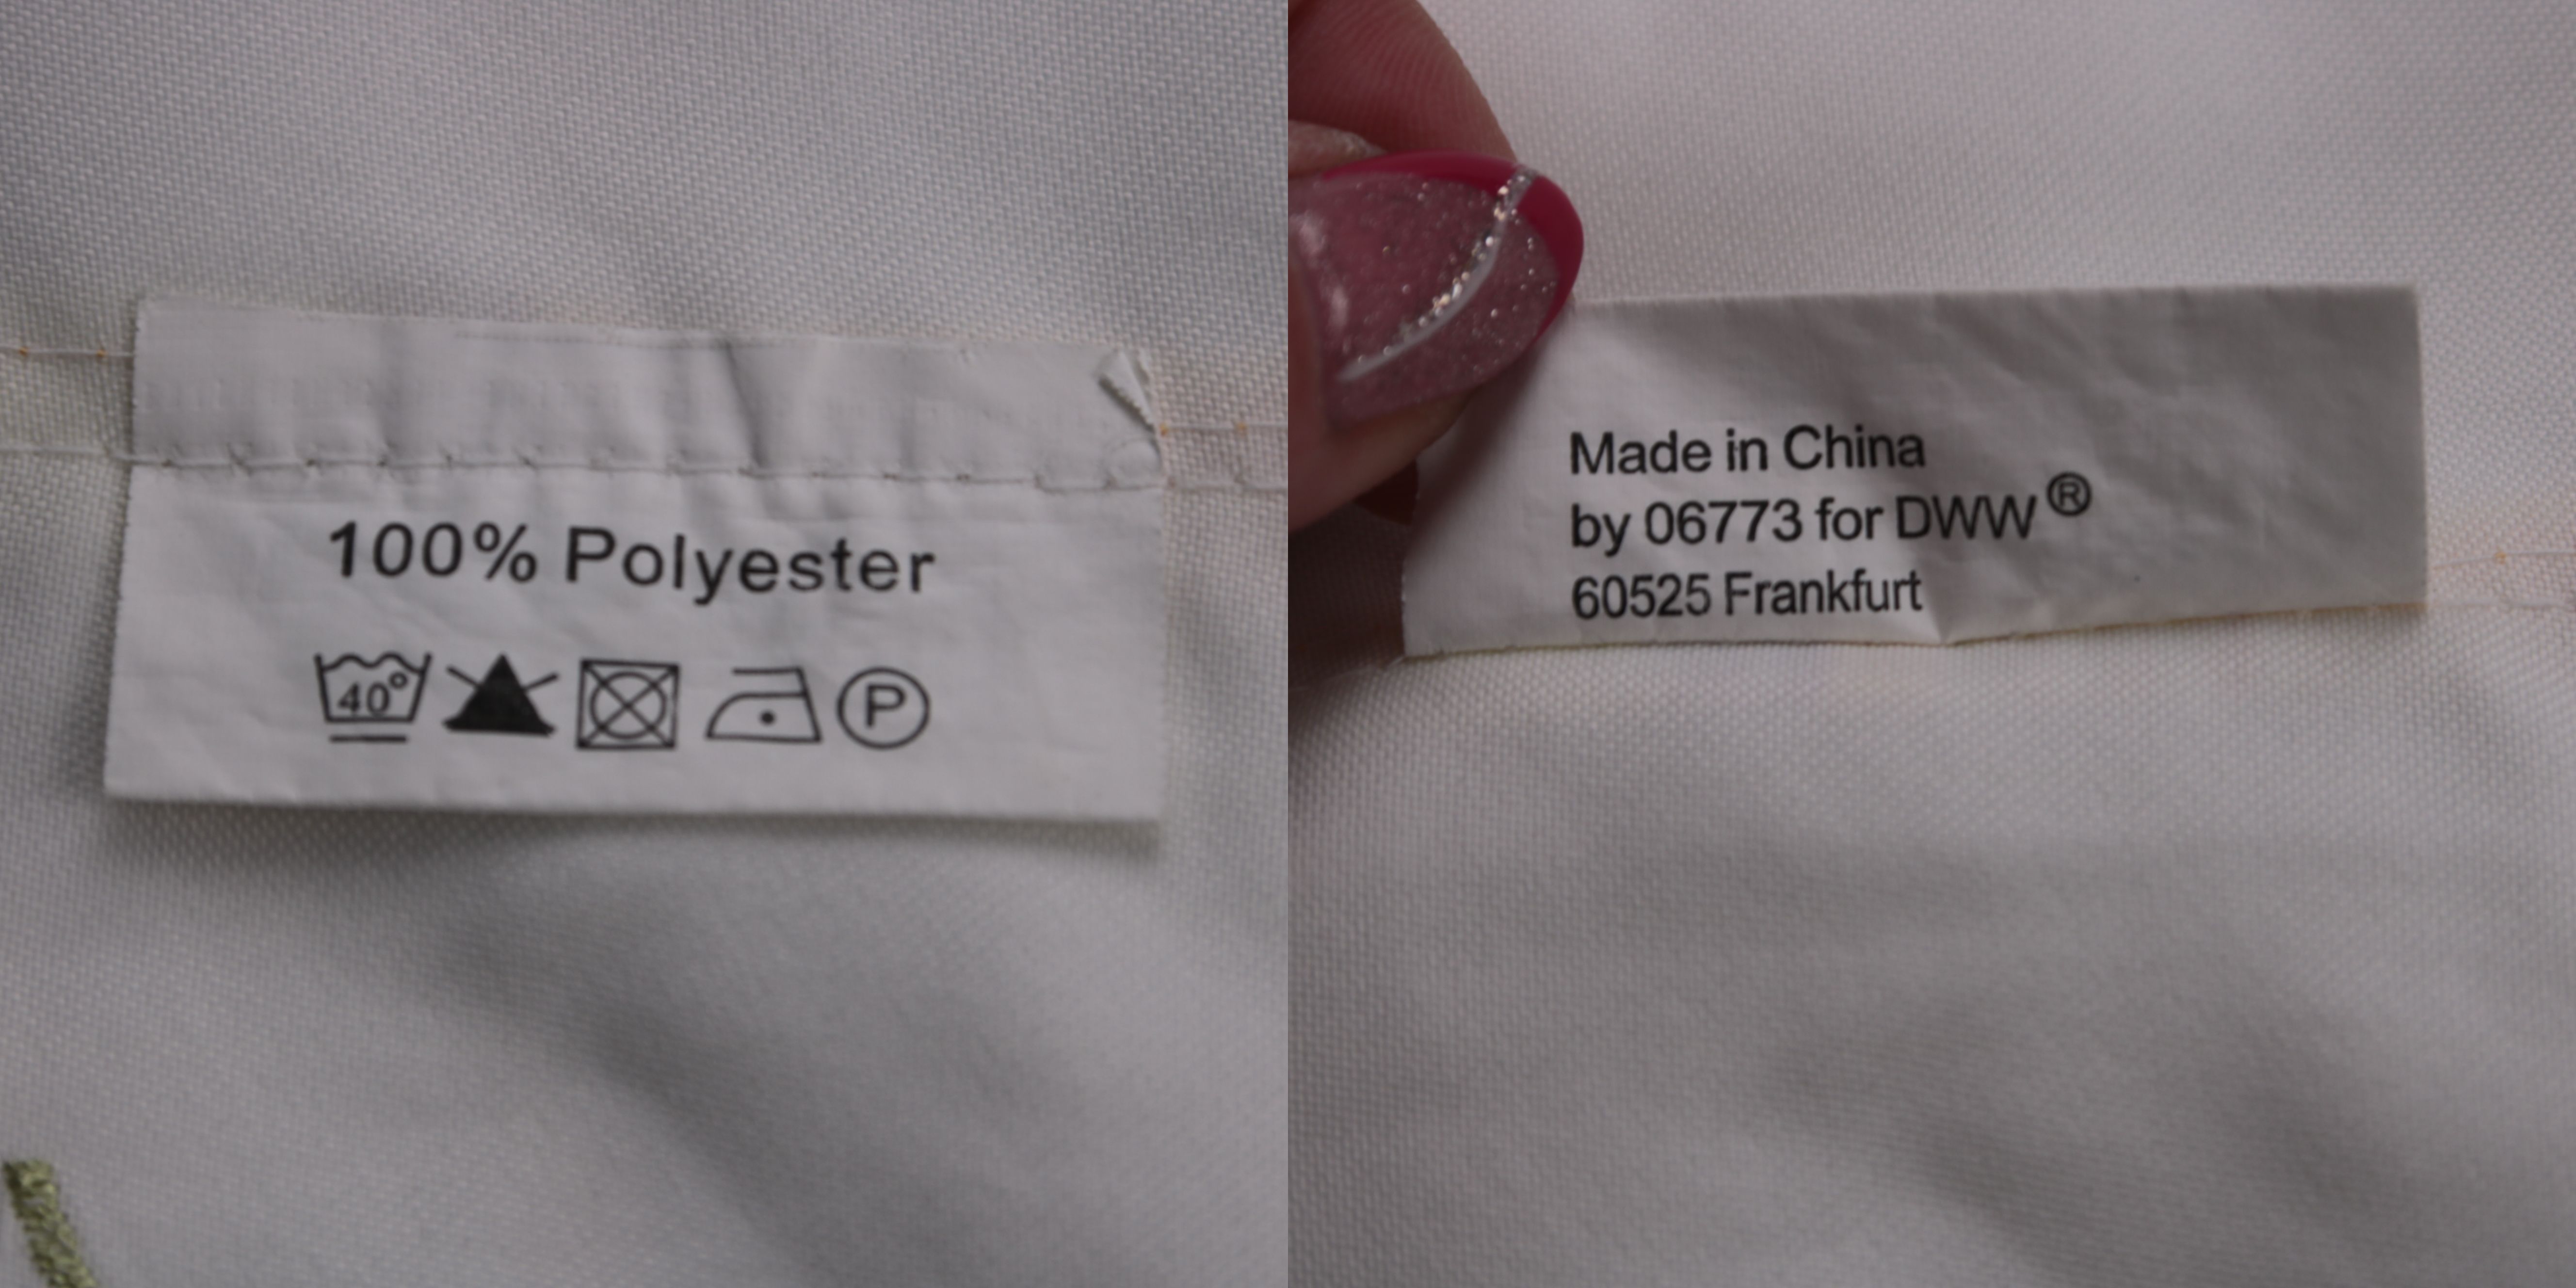 100% Polyester
40° P
Made in China
by 06773 for DWW®
60525 Frankfurt